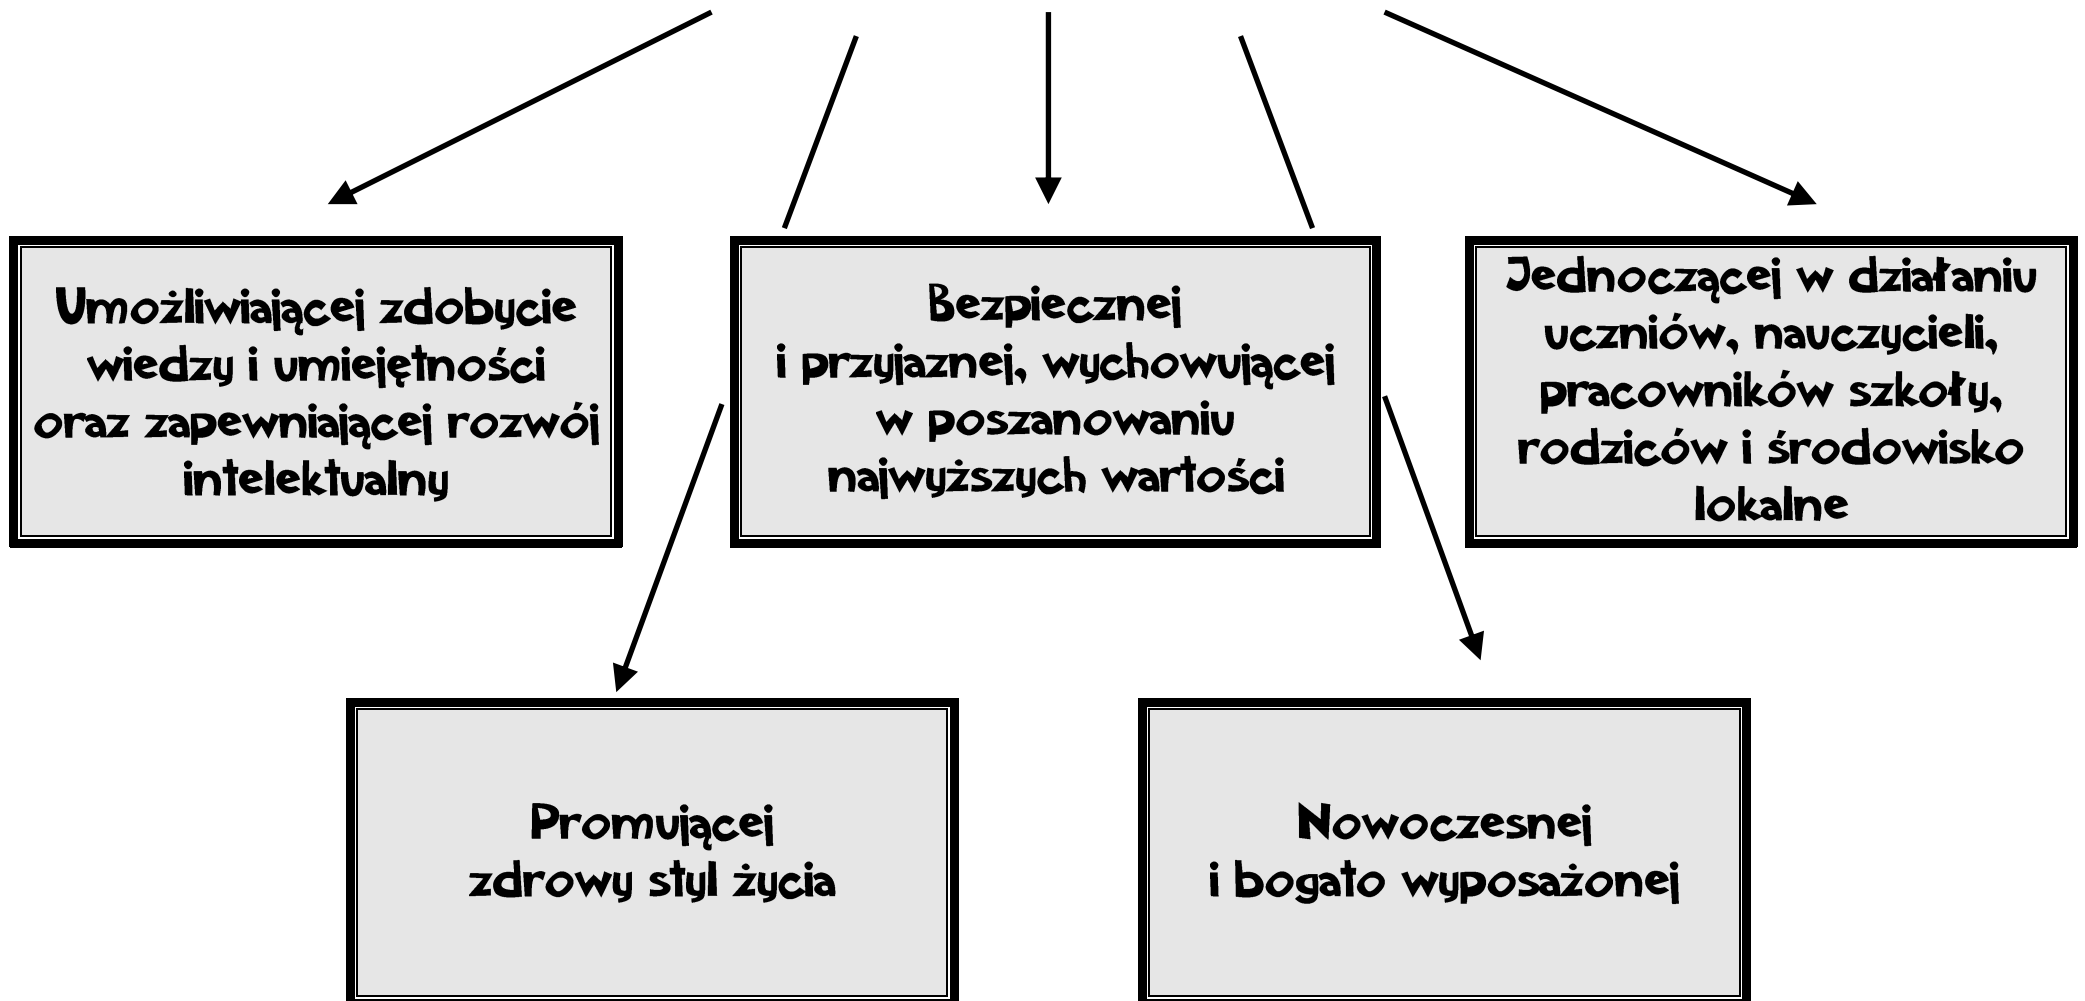 Umożliwiającej zdobycie
wiedzy i umiejętności
oraz zapewniającej rozwój
intelektualny
Bezpiecznej
i przyjaznej, wychowującej
w poszanowaniu
najwyższych wartości
Jednoczącej w działaniu
uczniów, nauczycieli,
pracowników szkoły,
rodziców i środowisko
lokalne
Promującej
zdrowy styl życia
Nowoczesnej
i bogato wyposażonej